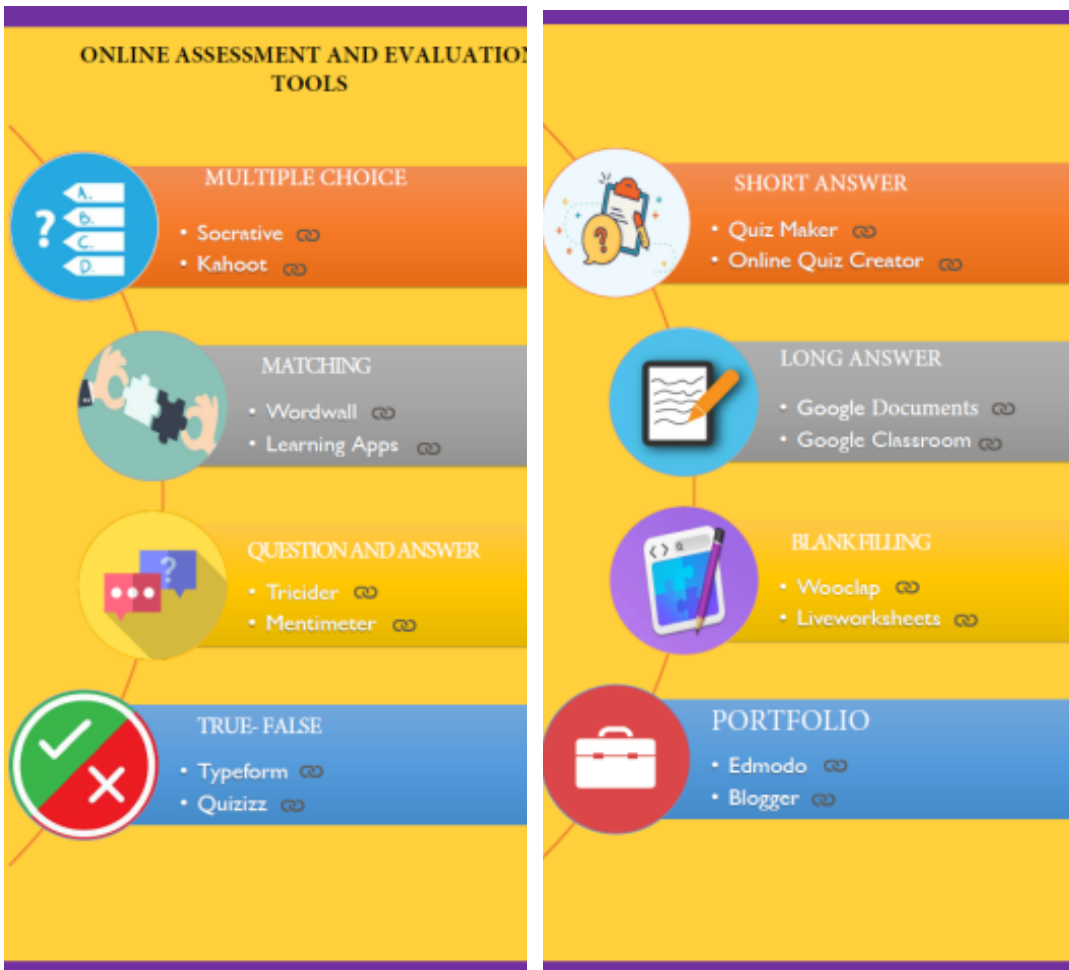 ONLINE ASSESSMENT AND EVALUATION
TOOLS
MULTIPLE CHOICE
• Socrative
• Kahoot
A.
B.
C.
D.
?
MATCHING
• Wordwall
• Learning Apps
QUESTION AND ANSWER
• Tricider
• Mentimeter
?
TRUE- FALSE
• Typeform
• Quizizz
SHORT ANSWER
• Quiz Maker
• Online Quiz Creator
?
LONG ANSWER
• Google Documents
• Google Classroom
BLANK FILLING
• Wooclap
• Liveworksheets
PORTFOLIO
• Edmodo
• Blogger